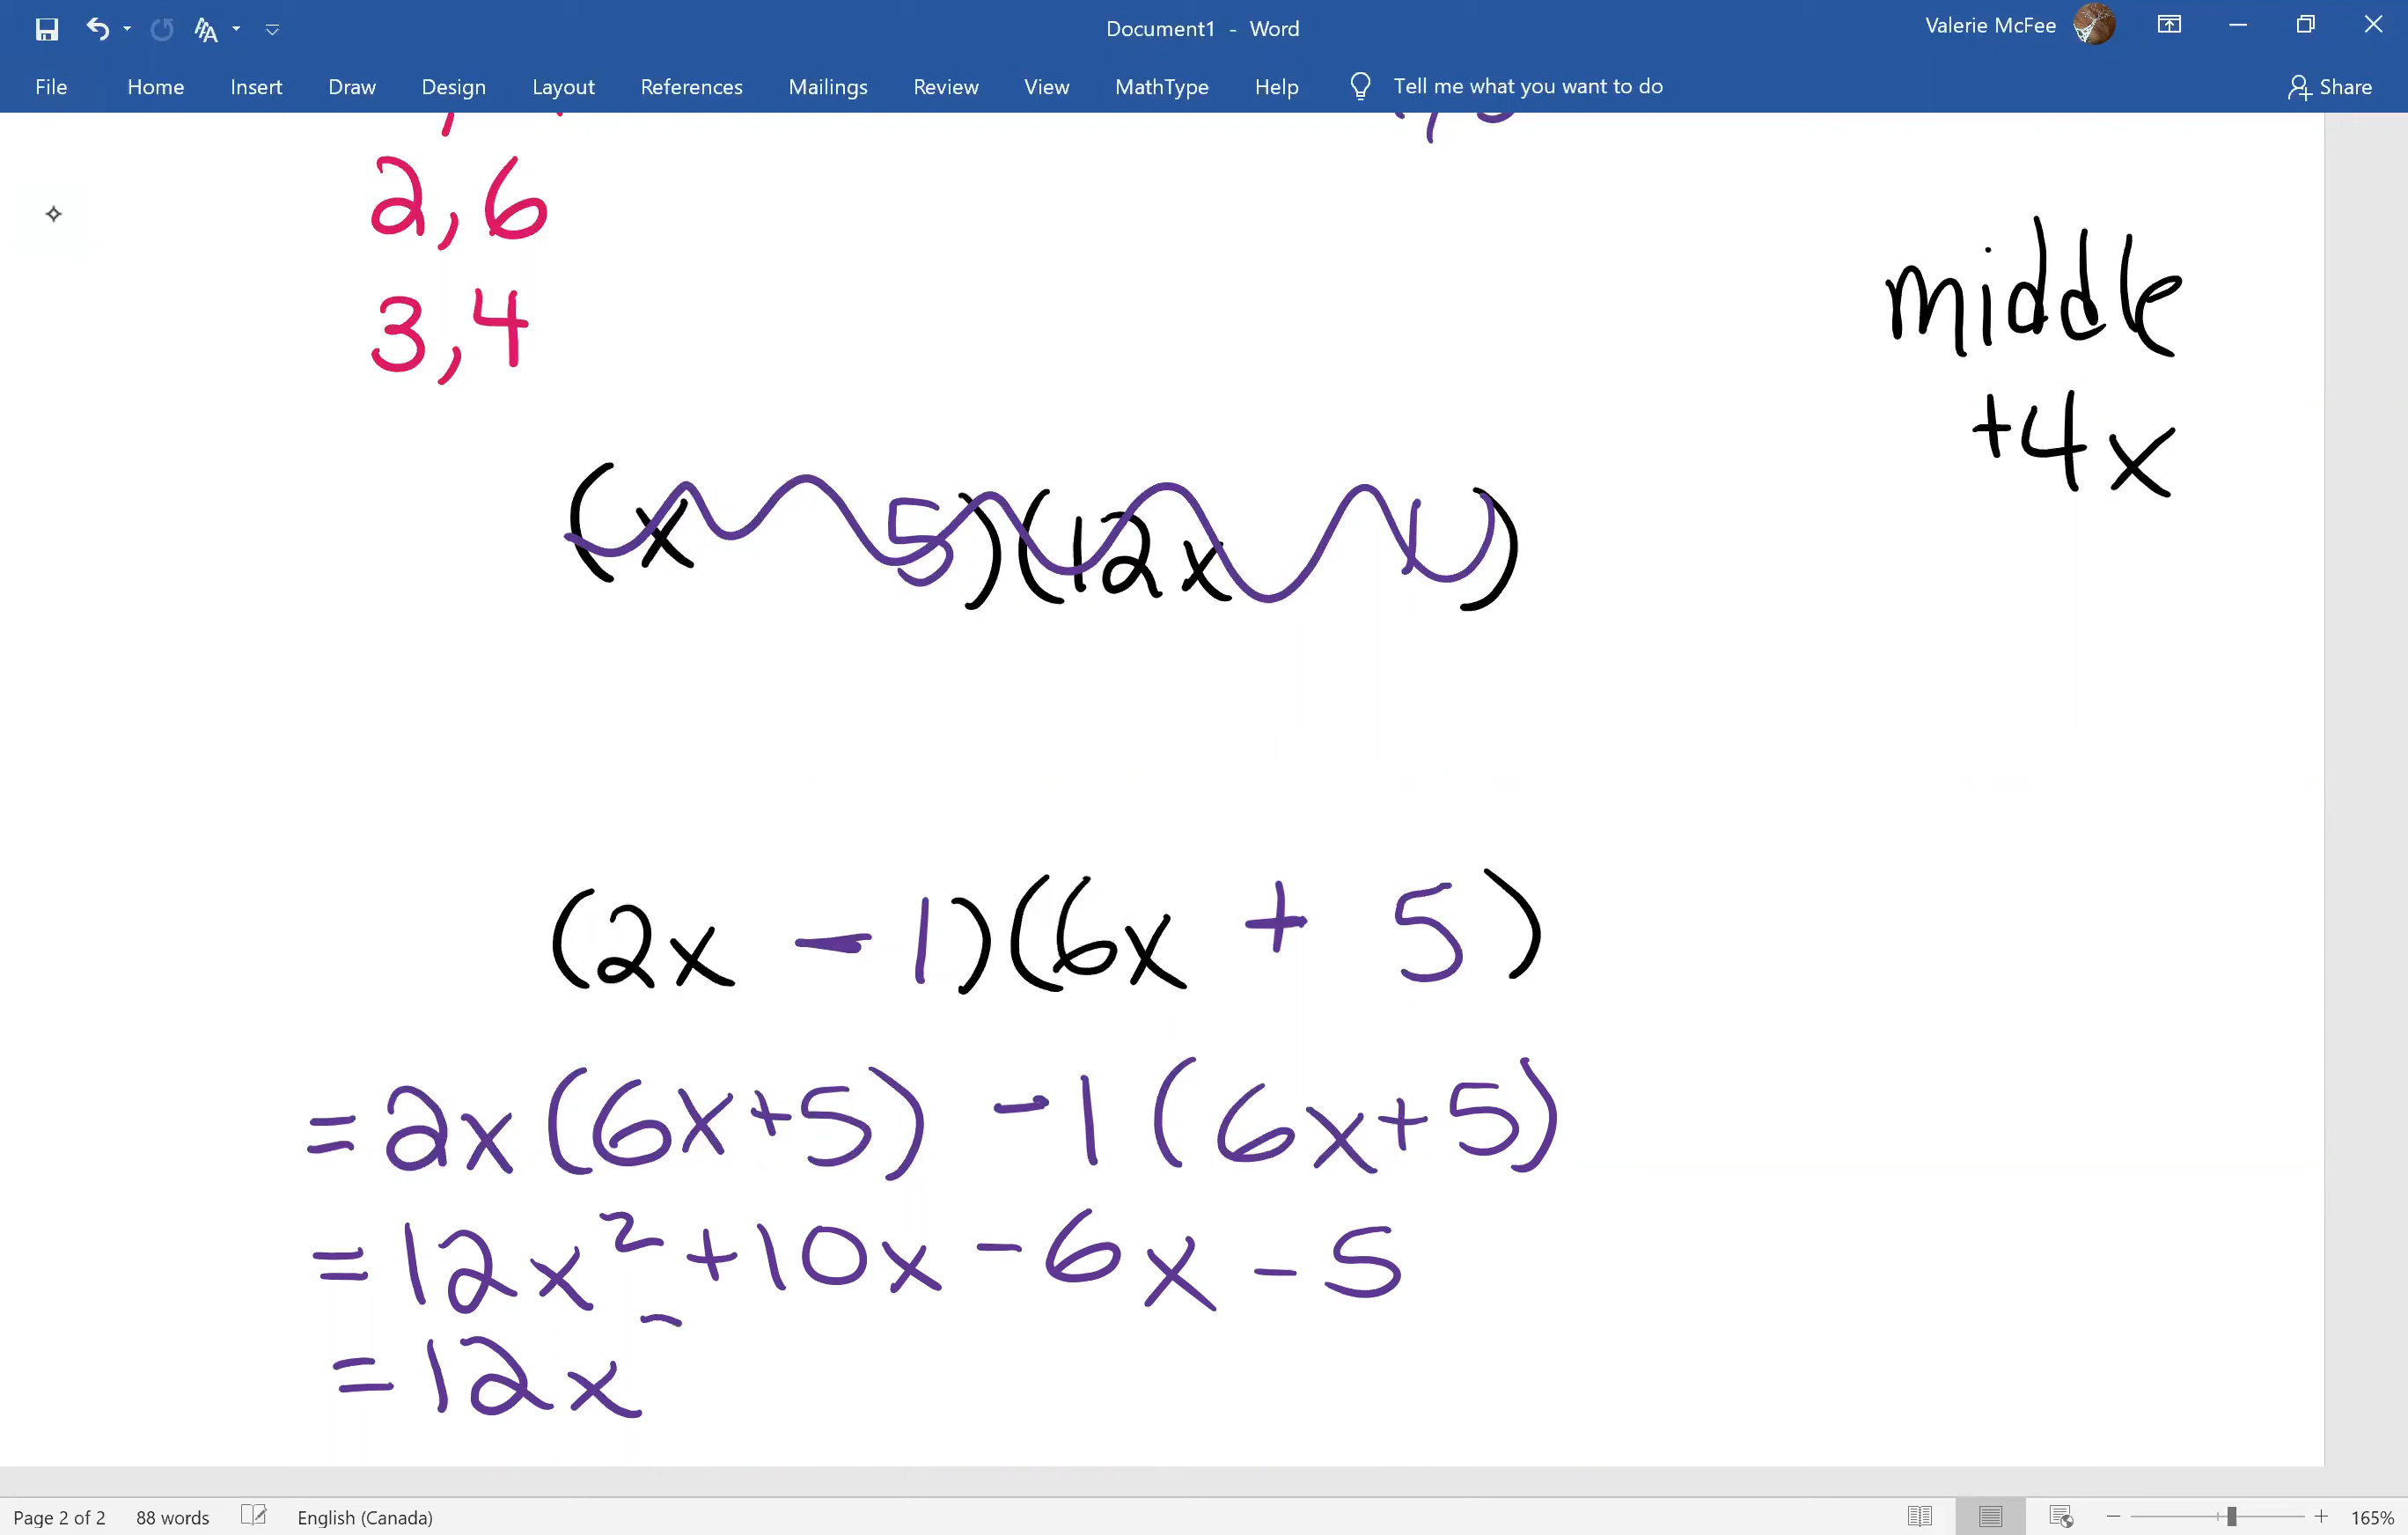 Document1 - Word
Valerie McFee
File Home Insert Draw Design Layout References Mailings Review View MathType Help Tell me what you want to do Share
2,6
3,4
middle
+4x
(x 5)(12x 1)
(2x - 1)(6x + 5)
= 2x (6x+5) -1 (6x+5)
= 12x² +10x -6x -5
= 12x
Page 2 of 2 88 words English (Canada) 165%